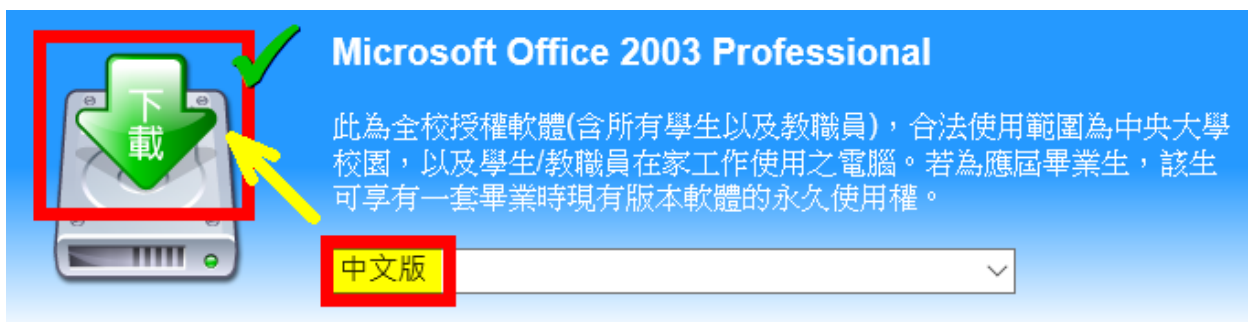 下載
Microsoft Office 2003 Professional
此為全校授權軟體(含所有學生以及教職員)，合法使用範圍為中央大學
校園，以及學生/教職員在家工作使用之電腦。若為應屆畢業生，該生
可享有一套畢業時現有版本軟體的永久使用權。
中文版